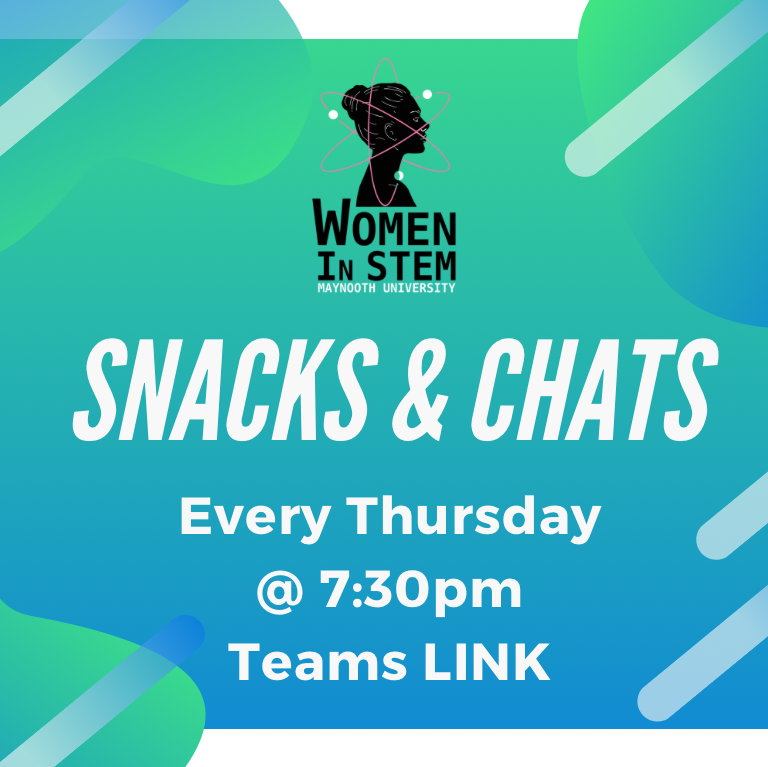 WOMEN
IN STEM
MAYNOOTH UNIVERSITY
SNACKS & CHATS
Every Thursday
@ 7:30pm
Teams LINK